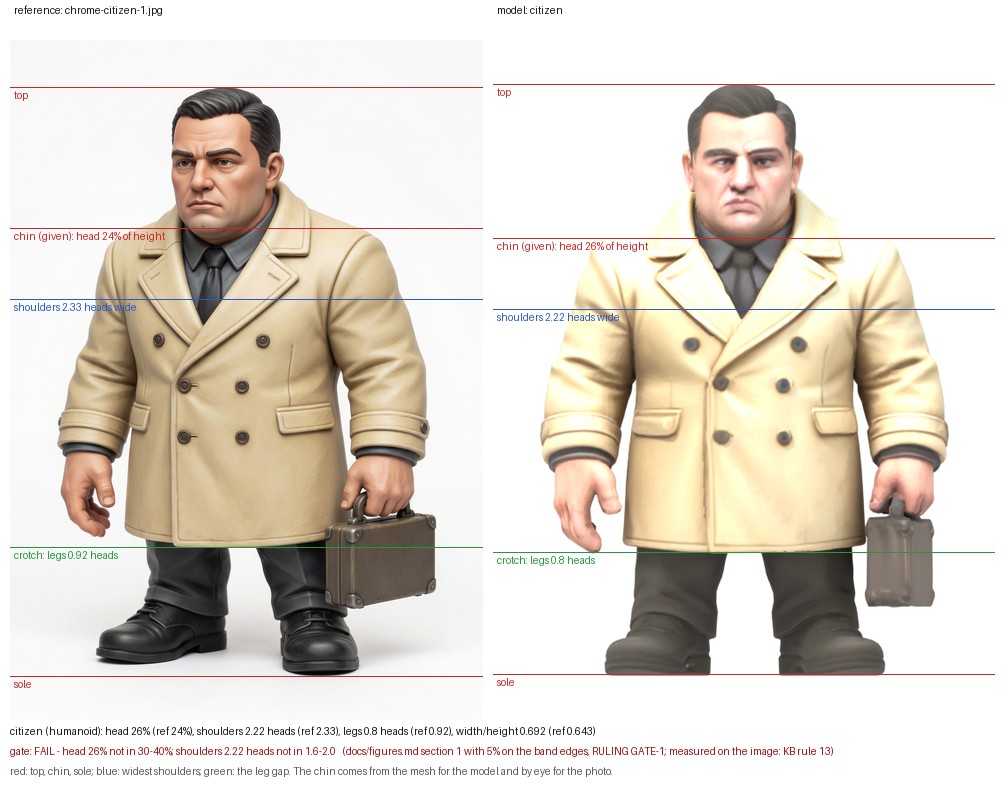 reference: chrome-citizen-1.jpg
model: citizen
top
top
chin (given): head 24% of height
chin (given): head 26% of height
shoulders 2.33 heads wide
shoulders 2.22 heads wide
crotch: legs 0.92 heads
crotch: legs 0.8 heads
sole
sole
citizen (humanoid): head 26% (ref 24%), shoulders 2.22 heads (ref 2.33), legs 0.8 heads (ref 0.92), width/height 0.692 (ref 0.643)
gate: FAIL - head 26% not in 30-40%; shoulders 2.22 heads not in 1.6-2.0 (docs/figures.md section 1 with 5% on the band edges, RULING GATE-1; measured on the image: KB rule 13)
red: top, chin, sole; blue: widest shoulders; green: the leg gap. The chin comes from the mesh for the model and by eye for the photo.